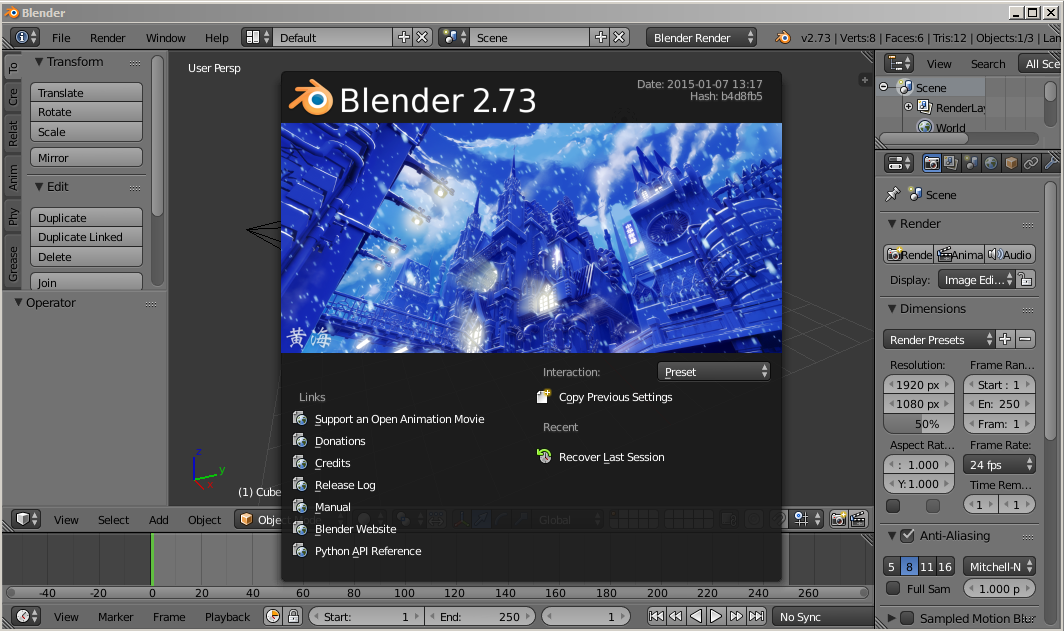 Blender
File Render Window Help Default Scene Blender Render v2.73 | Verts:8 | Faces:6 | Tris:12 | Objects:1/3 | Lan
User Persp
To
Cre
Relat
Anim
Phy
Grease
Transform
Translate
Rotate
Scale
Mirror
Edit
Duplicate
Duplicate Linked
Delete
Join
Operator
Blender 2.73
Date: 2015-01-07 13:17
Hash: b4d8fb5
黄海
Links
Support an Open Animation Movie
Donations
Credits
Release Log
Manual
Blender Website
Python API Reference
Interaction: Preset
Copy Previous Settings
Recent
Recover Last Session
z
y
x
(1) Cube
View Select Add Object Objec Global
-40 -20 0 20 40 60 80 100 120 140 160 180 200 220 240 260
View Marker Frame Playback Start: 1 End: 250 1 No Sync
View Search All Sce
Scene
RenderLay
World
Scene
Render
Rende Anima Audio
Display: Image Edi...
Dimensions
Render Presets
Resolution: Frame Ran...
1920 px Start : 1
1080 px En: 250
50% Fram: 1
Aspect Rat... Frame Rate:
: 1.000 24 fps
Y: 1.000 Time Rem...
1 1
Anti-Aliasing
5 8 11 16 Mitchell-N
Full Sam 1.000 p
Sampled Motion Blur